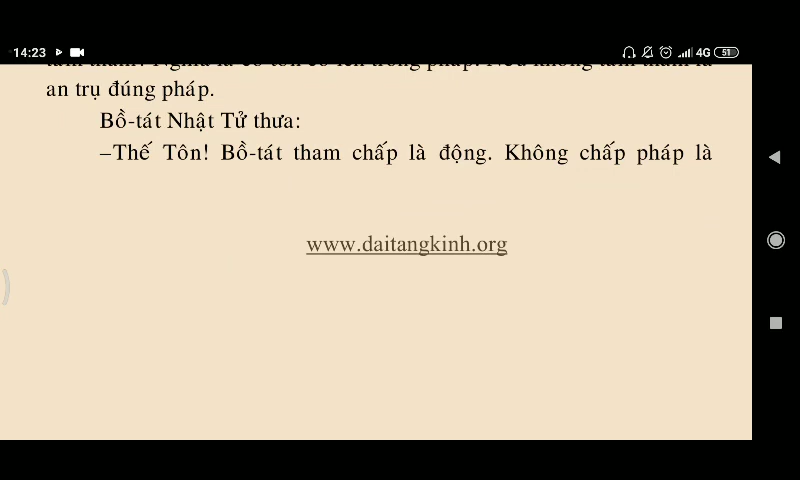 14:23
4G 51
an trụ đúng pháp.
Bồ-tát Nhật Tử thưa:
–Thế Tôn! Bồ-tát tham chấp là động. Không chấp pháp là
www.daitangkinh.org